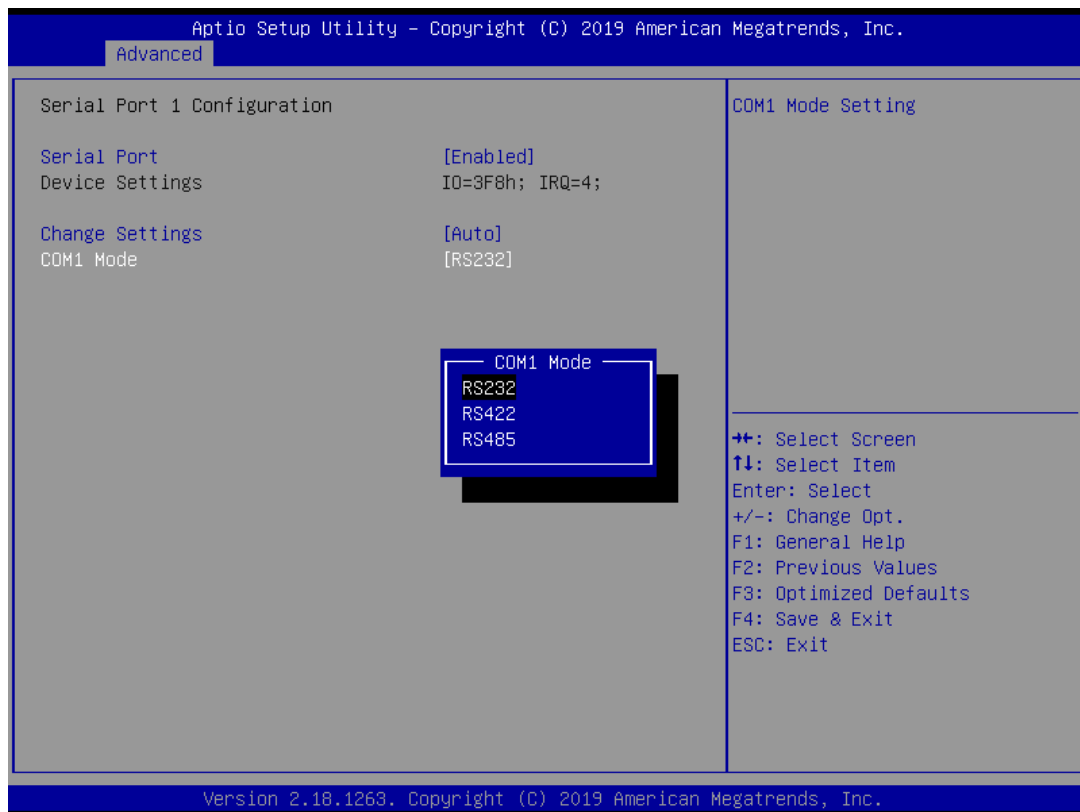 Aptio Setup Utility – Copyright (C) 2019 American Megatrends, Inc.
Advanced
Serial Port 1 Configuration
Serial Port [Enabled]
Device Settings IO=3F8h; IRQ=4;
Change Settings [Auto]
COM1 Mode [RS232]
COM1 Mode
RS232
RS422
RS485
COM1 Mode Setting
→←: Select Screen
↑↓: Select Item
Enter: Select
+/-: Change Opt.
F1: General Help
F2: Previous Values
F3: Optimized Defaults
F4: Save & Exit
ESC: Exit
Version 2.18.1263. Copyright (C) 2019 American Megatrends, Inc.